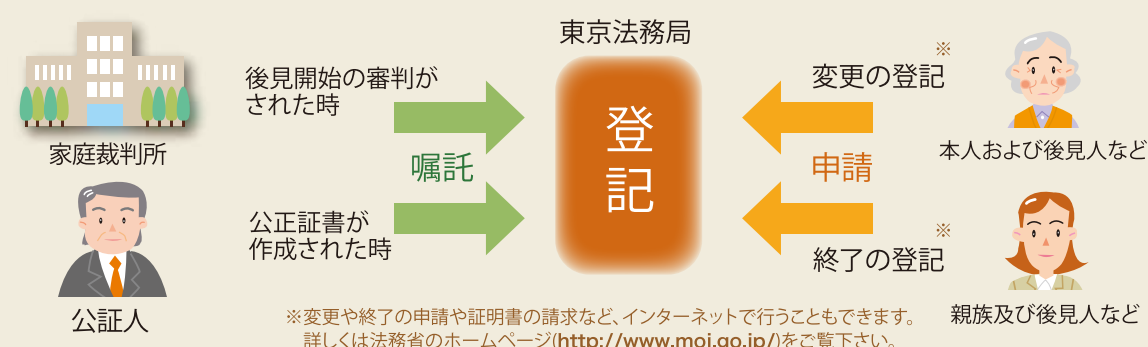 東京法務局
登
記
家庭裁判所
後見開始の審判が
された時
嘱託
公正証書が
作成された時
公証人
※
変更の登記
申請
本人および後見人など
※
終了の登記
親族及び後見人など
※変更や終了の申請や証明書の請求など、インターネットで行うこともできます。
詳しくは法務省のホームページ(http://www.moj.go.jp/)をご覧下さい。